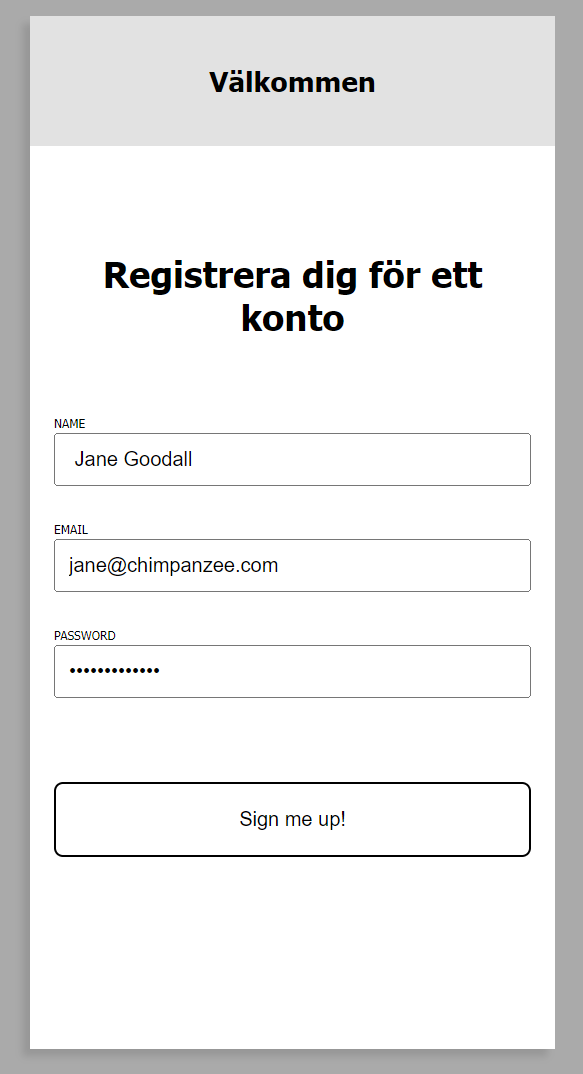 Välkommen
Registrera dig för ett
konto
NAME
Jane Goodall
EMAIL
jane@chimpanzee.com
PASSWORD
•••••••••••••
Sign me up!